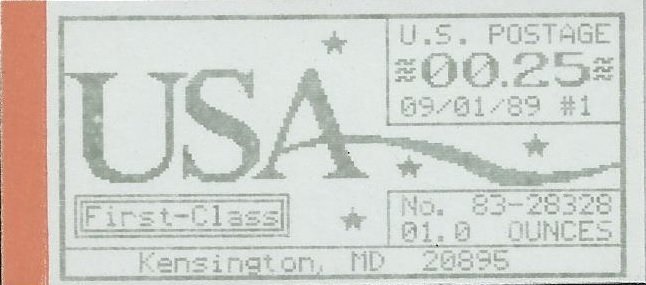 USA
U.S. POSTAGE
≈00.25≈
09/01/89 #1
First-Class
No. 83-28328
01.0 OUNCES
Kensington, MD 20895